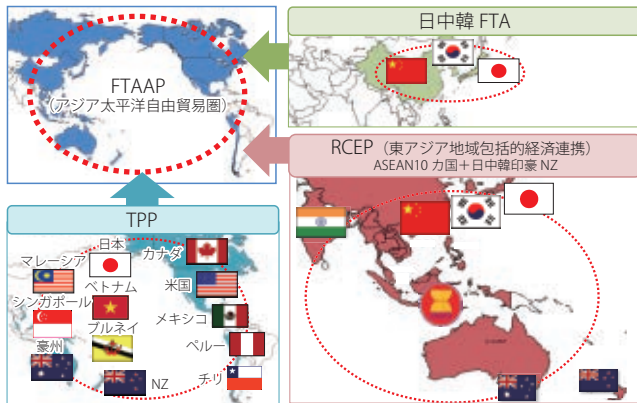 FTAAP
(アジア太平洋自由貿易圏)
日中韓 FTA
RCEP(東アジア地域包括的経済連携)
ASEAN10 カ国＋日中韓印豪 NZ
TPP
日本
カナダ
マレーシア
ベトナム
米国
シンガポール
ブルネイ
メキシコ
豪州
ペルー
NZ
チリ